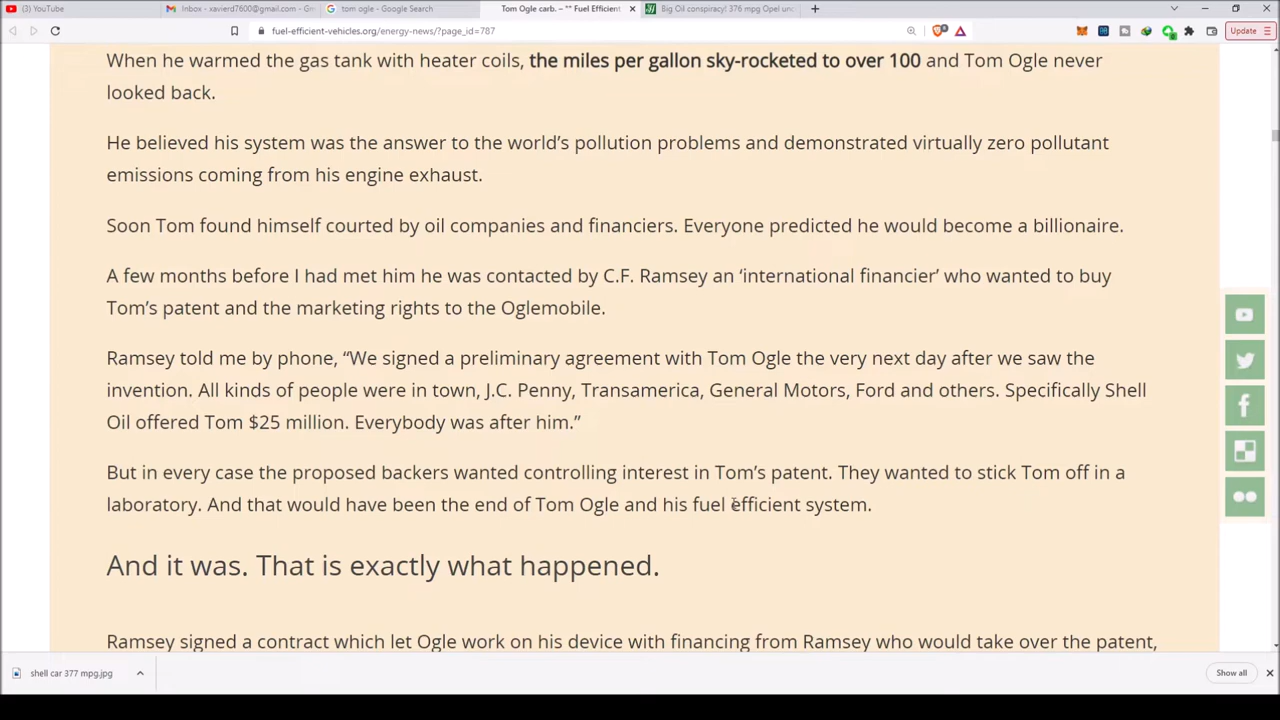 (3) YouTube
Inbox - xavierd7600@gmail.com - Gm
tom ogle - Google Search
Tom Ogle carb. – "" Fuel Efficient
Big Oil conspiracy! 376 mpg Opel unc
fuel-efficient-vehicles.org/energy-news/?page_id=787
Update
When he warmed the gas tank with heater coils, the miles per gallon sky-rocketed to over 100 and Tom Ogle never
looked back.
He believed his system was the answer to the world’s pollution problems and demonstrated virtually zero pollutant
emissions coming from his engine exhaust.
Soon Tom found himself courted by oil companies and financiers. Everyone predicted he would become a billionaire.
A few months before I had met him he was contacted by C.F. Ramsey an ‘international financier’ who wanted to buy
Tom’s patent and the marketing rights to the Oglemobile.
Ramsey told me by phone, “We signed a preliminary agreement with Tom Ogle the very next day after we saw the
invention. All kinds of people were in town, J.C. Penny, Transamerica, General Motors, Ford and others. Specifically Shell
Oil offered Tom $25 million. Everybody was after him.”
But in every case the proposed backers wanted controlling interest in Tom’s patent. They wanted to stick Tom off in a
laboratory. And that would have been the end of Tom Ogle and his fuel efficient system.
And it was. That is exactly what happened.
Ramsey signed a contract which let Ogle work on his device with financing from Ramsey who would take over the patent,
shell car 377 mpg.jpg
Show all